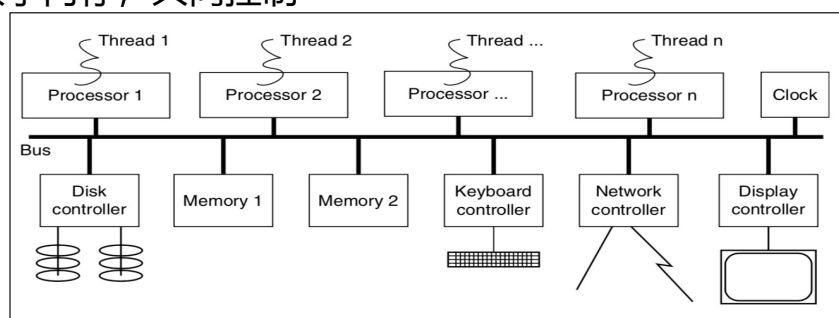 Thread 1
Thread 2
Thread ...
Thread n
Processor 1
Processor 2
Processor ...
Processor n
Clock
Bus
Disk
controller
Memory 1
Memory 2
Keyboard
controller
Network
controller
Display
controller